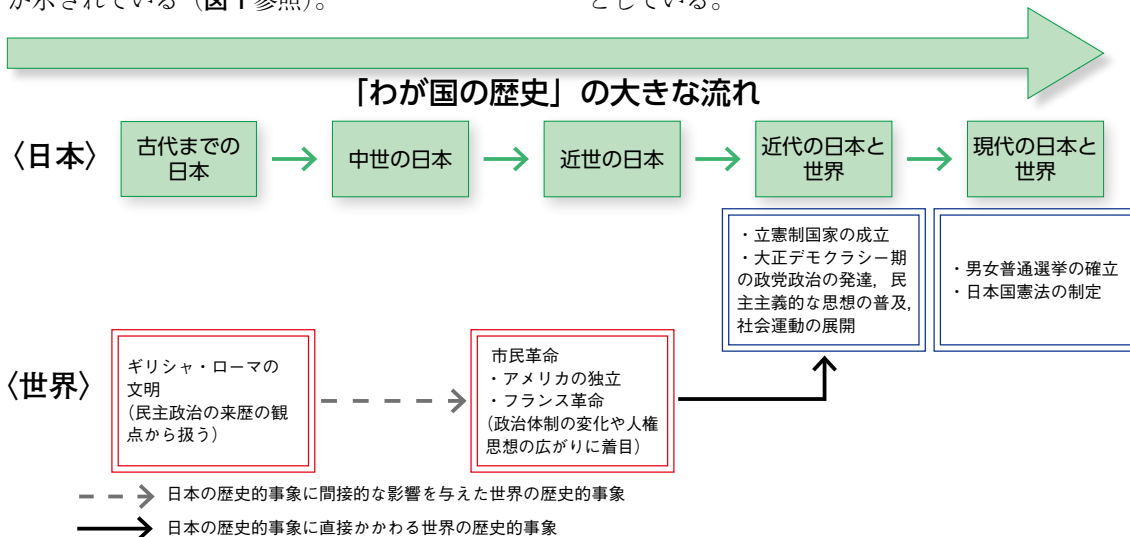 が示されている（図1参照）。
としている。
「わが国の歴史」の大きな流れ
〈日本〉
古代までの
日本
中世の日本
近世の日本
近代の日本と
世界
現代の日本と
世界
・立憲制国家の成立
・大正デモクラシー期
の政党政治の発達，民
主主義的な思想の普及，
社会運動の展開
・男女普通選挙の確立
・日本国憲法の制定
〈世界〉
ギリシャ・ローマの
文明
（民主政治の来歴の観
点から扱う）
市民革命
・アメリカの独立
・フランス革命
（政治体制の変化や人権
思想の広がりに着目）
日本の歴史的事象に間接的な影響を与えた世界の歴史的事象
日本の歴史的事象に直接かかわる世界の歴史的事象